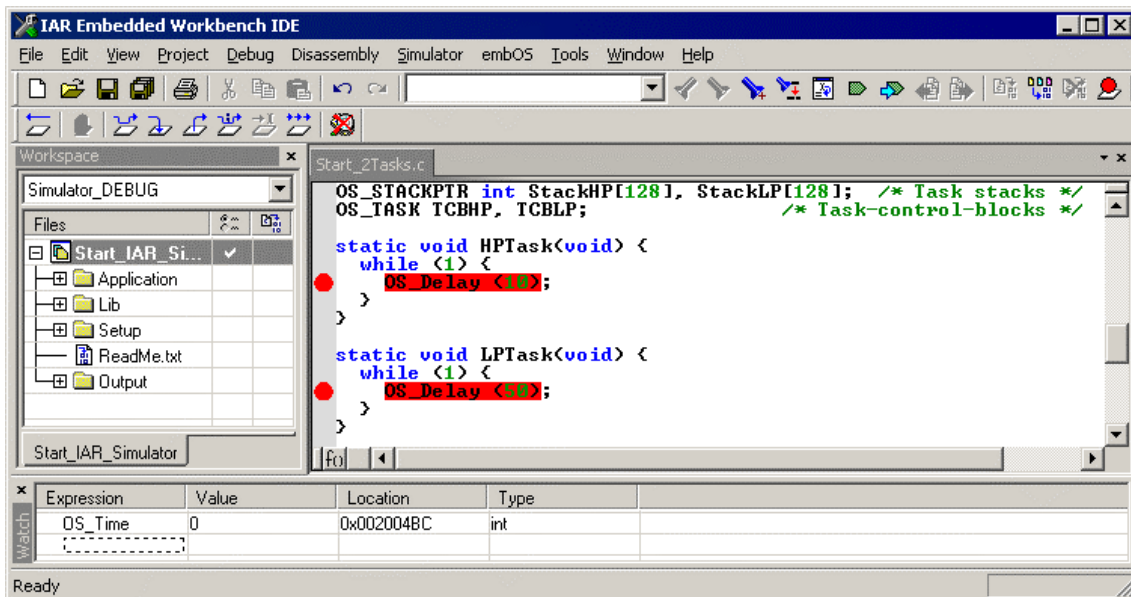 IAR Embedded Workbench IDE
File Edit View Project Debug Disassembly Simulator embOS Tools Window Help
Workspace
Simulator_DEBUG
Files
Start_IAR_Si...
Application
Lib
Setup
ReadMe.txt
Output
Start_IAR_Simulator
Start_2Tasks.c
OS_STACKPTR int StackHP[128], StackLP[128]; /* Task stacks */
OS_TASK TCBHP, TCBLP; /* Task-control-blocks */
static void HPTask(void) {
while (1) {
OS_Delay (10);
}
}
static void LPTask(void) {
while (1) {
OS_Delay (50);
}
}
f()
Watch
Expression Value Location Type
OS_Time 0 0x002004BC int
Ready